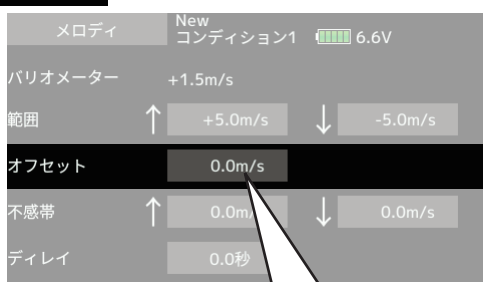 メロディ
New
コンディション1 6.6V
バリオメーター +1.5m/s
範囲 ↑ +5.0m/s ↓ -5.0m/s
オフセット 0.0m/s
不感帯 ↑ 0.0m/ ↓ 0.0m/s
ディレイ 0.0秒